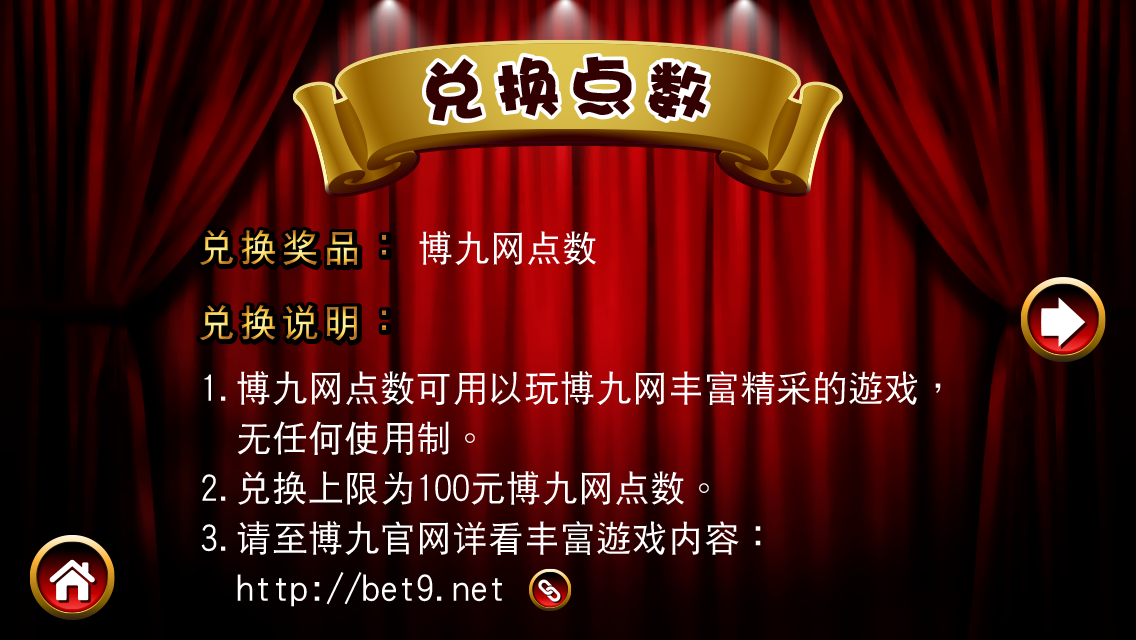 兑换点数
兑换奖品： 博九网点数
兑换说明：
1.博九网点数可用以玩博九网丰富精采的遊戏，
无任何使用制。
2.兑换上限为100元博九网点数。
3.请至博九官网详看丰富遊戏内容：
http://bet9.net